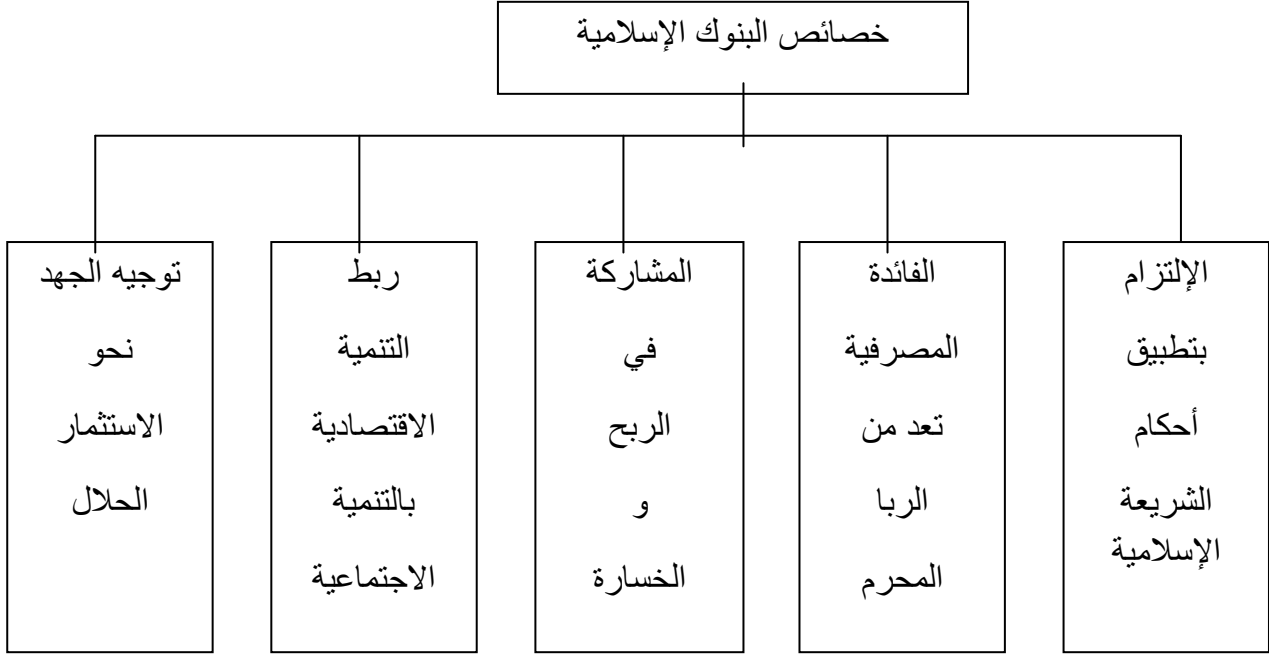 خصائص البنوك الإسلامية
الإلتزام
بتطبيق
أحكام
الشريعة
الإسلامية
الفائدة
المصرفية
تعد من
الربا
المحرم
المشاركة
في
الربح
و
الخسارة
ربط
التنمية
الاقتصادية
بالتنمية
الاجتماعية
توجيه الجهد
نحو
الاستثمار
الحلال